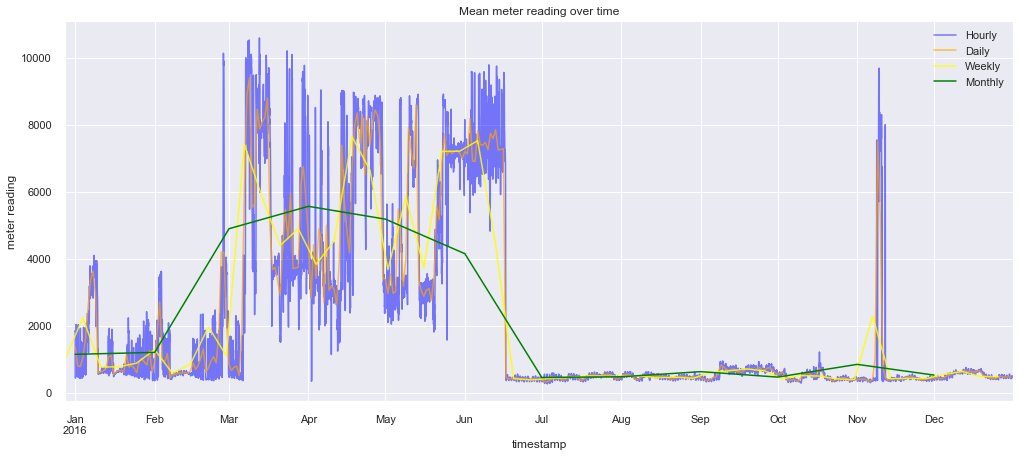 Mean meter reading over time
Hourly
Daily
Weekly
Monthly
meter reading
10000
8000
6000
4000
2000
0
Jan Feb Mar Apr May Jun Jul Aug Sep Oct Nov Dec
2016
timestamp